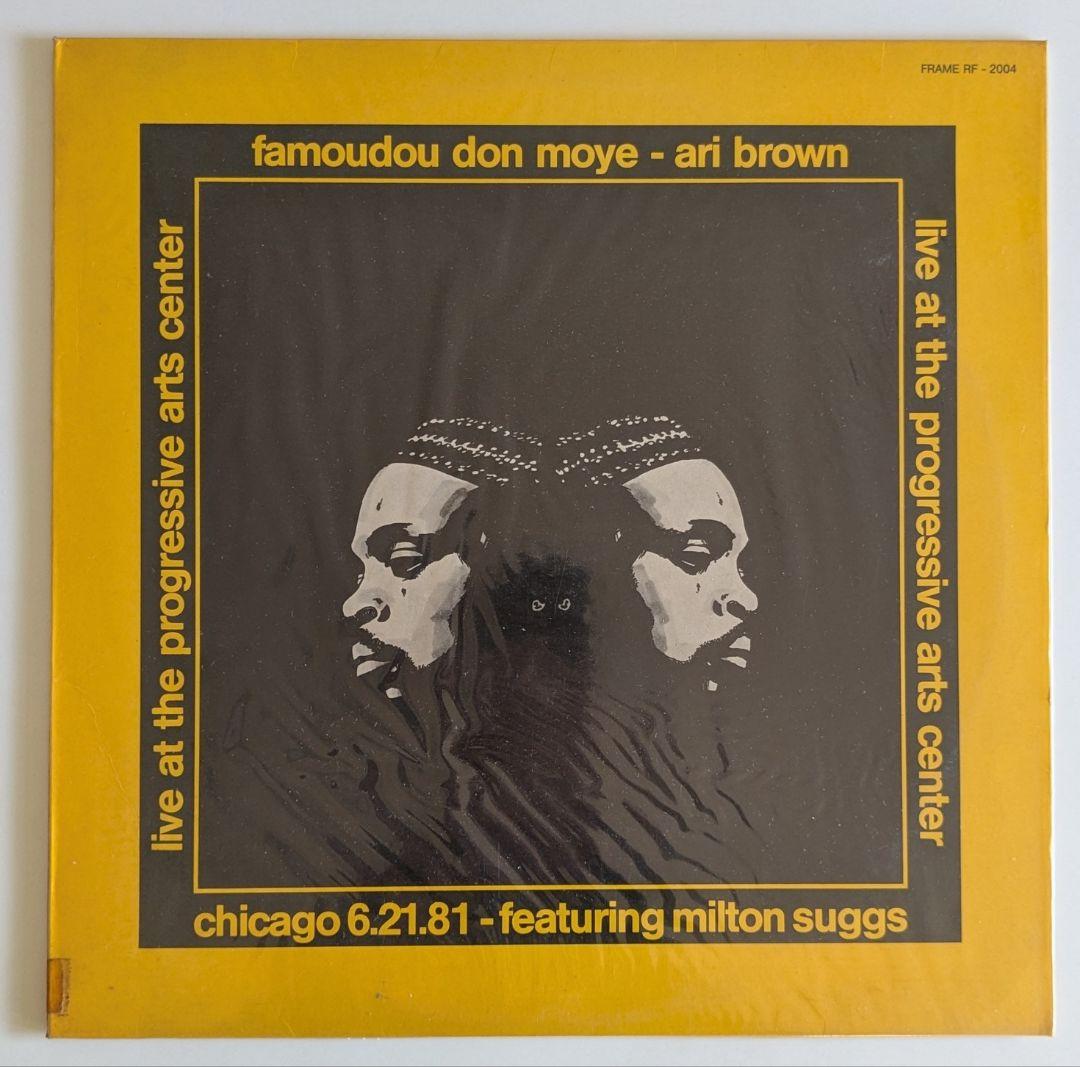 FRAME RF - 2004
famoudou don moye - ari brown
live at the progressive arts center
live at the progressive arts center
chicago 6.21.81 - featuring milton suggs